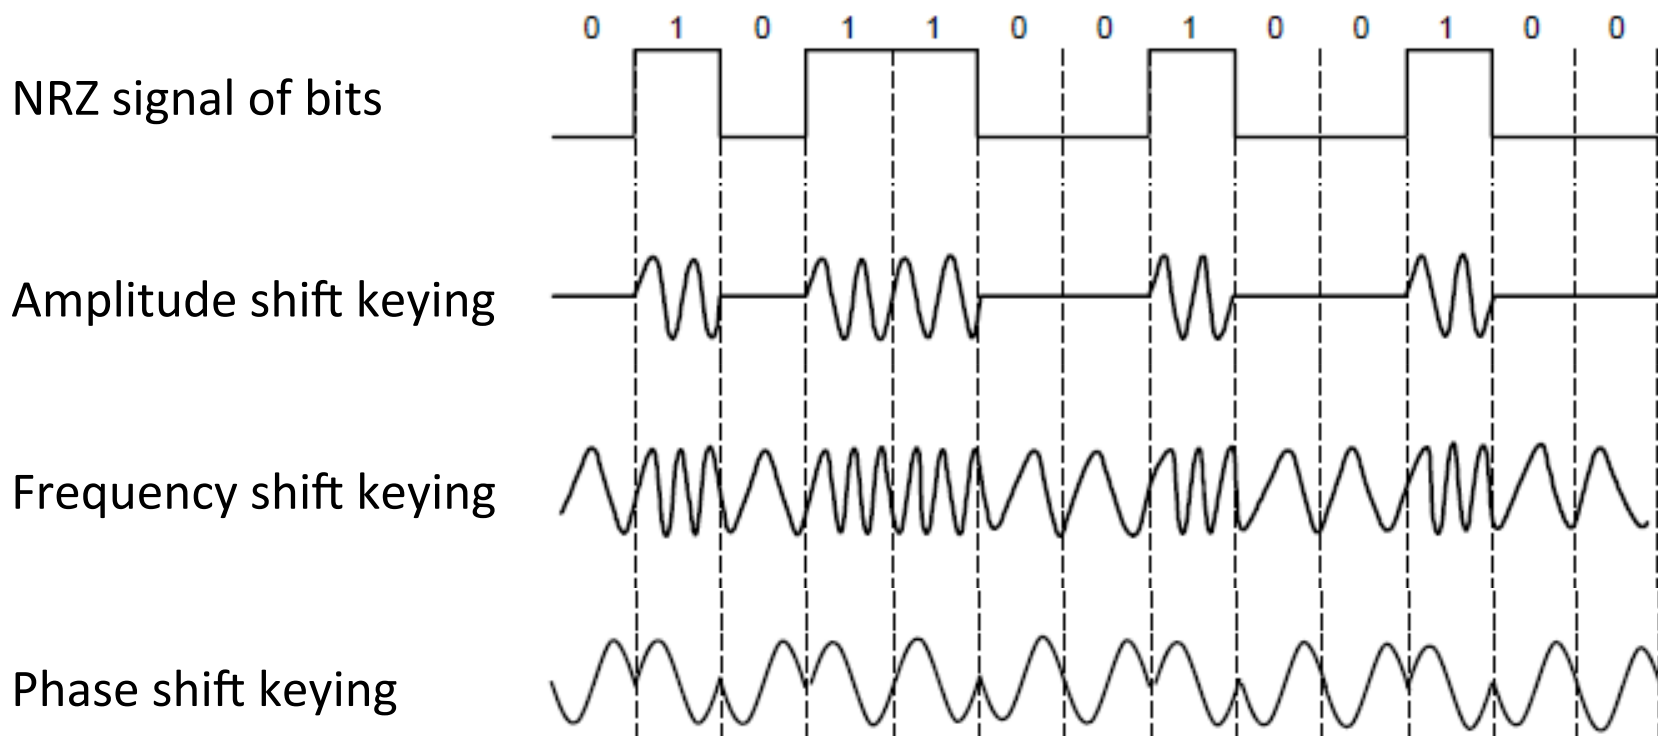 0 1 0 1 1 0 0 1 0 0 1 0 0
NRZ signal of bits
Amplitude shift keying
Frequency shift keying
Phase shift keying